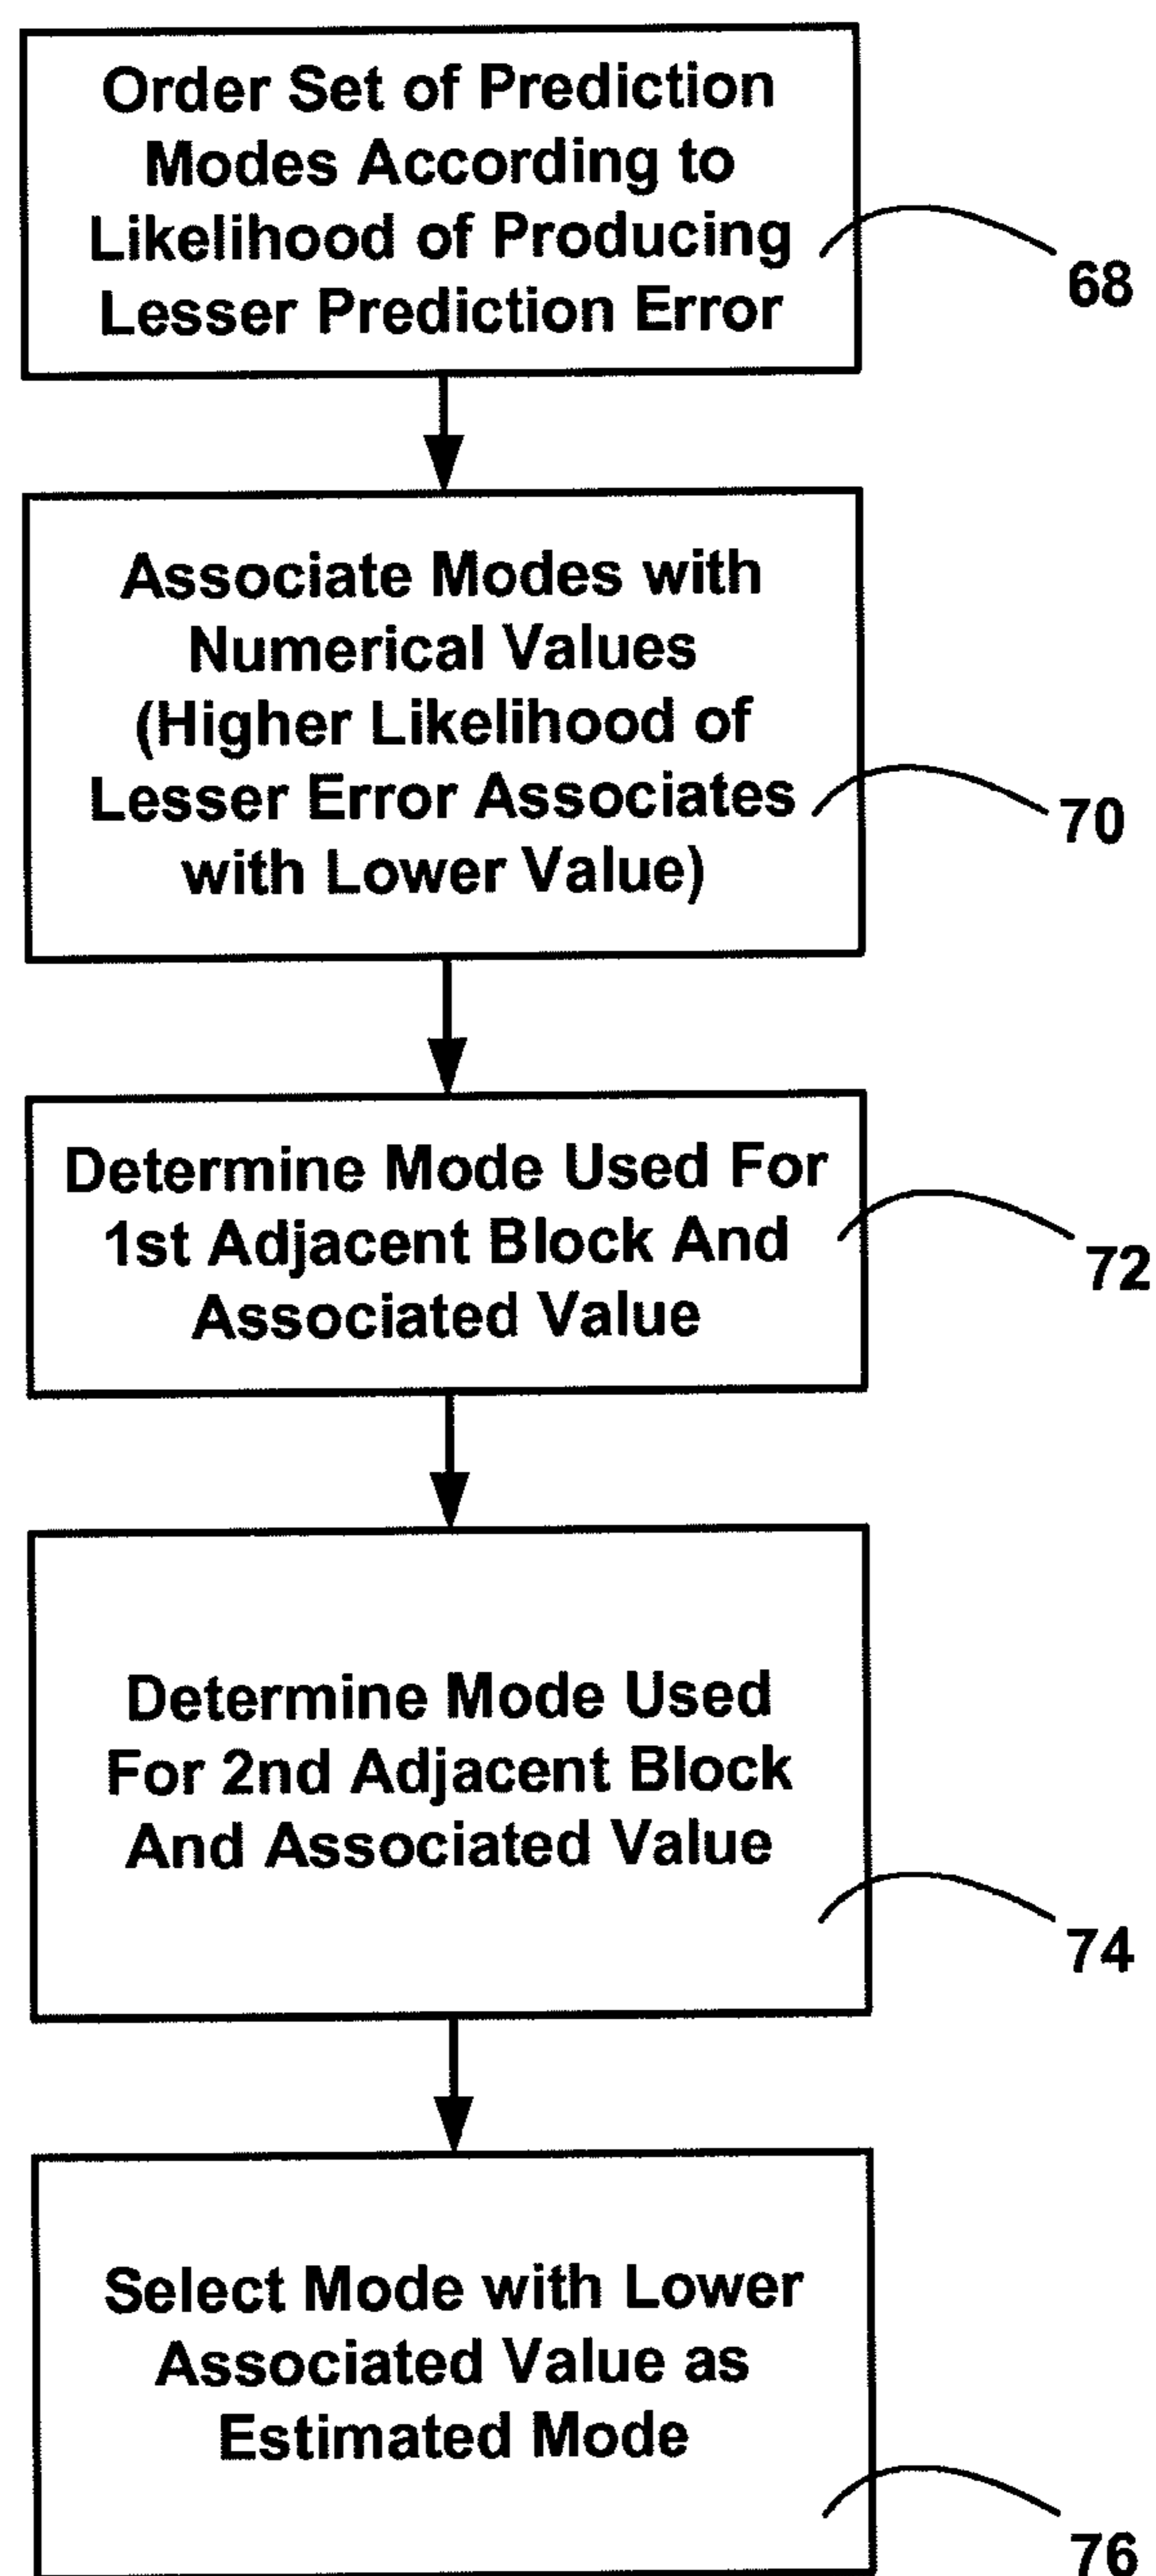 Order Set of Prediction
Modes According to
Likelihood of Producing
Lesser Prediction Error
68
Associate Modes with
Numerical Values
(Higher Likelihood of
Lesser Error Associates
with Lower Value)
70
Determine Mode Used For
1st Adjacent Block And
Associated Value
72
Determine Mode Used
For 2nd Adjacent Block
And Associated Value
74
Select Mode with Lower
Associated Value as
Estimated Mode
76